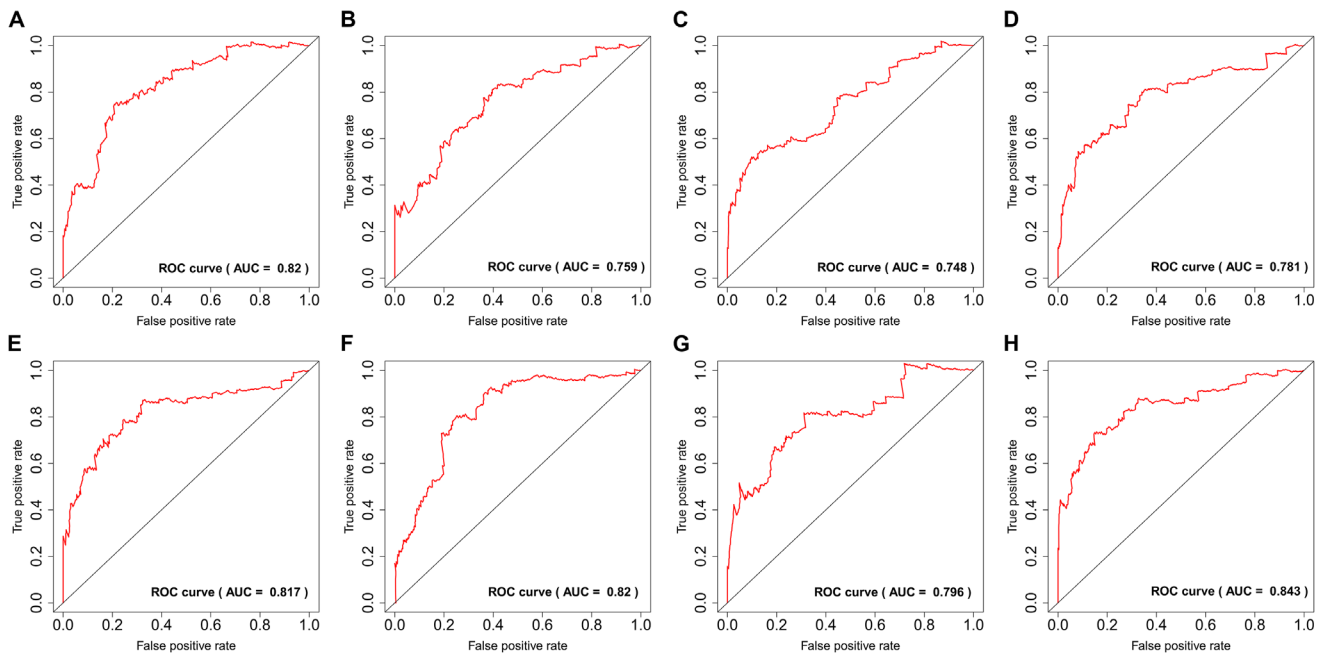 A
True positive rate
0.0 0.2 0.4 0.6 0.8 1.0
ROC curve ( AUC = 0.82 )
0.0 0.2 0.4 0.6 0.8 1.0
False positive rate
B
True positive rate
0.0 0.2 0.4 0.6 0.8 1.0
ROC curve ( AUC = 0.759 )
0.0 0.2 0.4 0.6 0.8 1.0
False positive rate
C
True positive rate
0.0 0.2 0.4 0.6 0.8 1.0
ROC curve ( AUC = 0.748 )
0.0 0.2 0.4 0.6 0.8 1.0
False positive rate
D
True positive rate
0.0 0.2 0.4 0.6 0.8 1.0
ROC curve ( AUC = 0.781 )
0.0 0.2 0.4 0.6 0.8 1.0
False positive rate
E
True positive rate
0.0 0.2 0.4 0.6 0.8 1.0
ROC curve ( AUC = 0.817 )
0.0 0.2 0.4 0.6 0.8 1.0
False positive rate
F
True positive rate
0.0 0.2 0.4 0.6 0.8 1.0
ROC curve ( AUC = 0.82 )
0.0 0.2 0.4 0.6 0.8 1.0
False positive rate
G
True positive rate
0.0 0.2 0.4 0.6 0.8 1.0
ROC curve ( AUC = 0.796 )
0.0 0.2 0.4 0.6 0.8 1.0
False positive rate
H
True positive rate
0.0 0.2 0.4 0.6 0.8 1.0
ROC curve ( AUC = 0.843 )
0.0 0.2 0.4 0.6 0.8 1.0
False positive rate